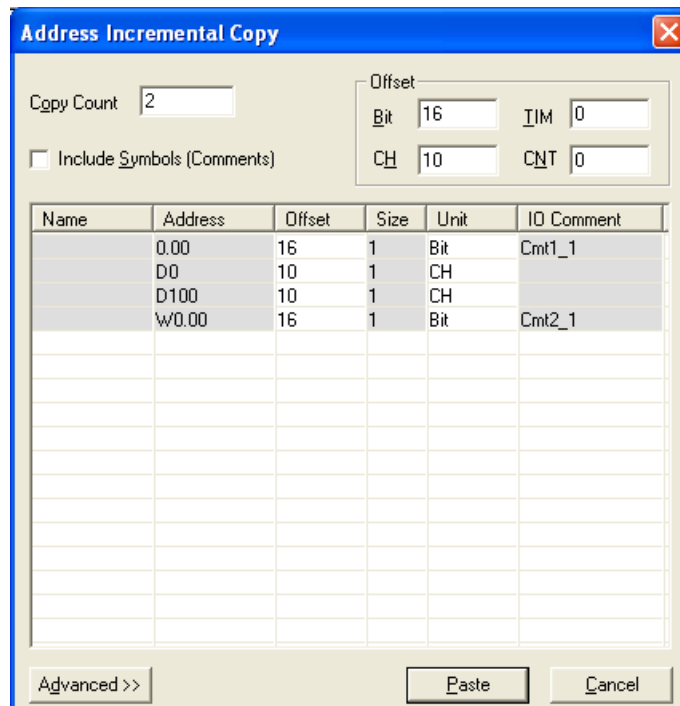 Address Incremental Copy
Copy Count 2
Include Symbols (Comments)
Offset
Bit 16 TIM 0
CH 10 CNT 0
Name Address Offset Size Unit IO Comment
0.00 16 1 Bit Cmt1_1
D0 10 1 CH
D100 10 1 CH
W0.00 16 1 Bit Cmt2_1
Advanced >> Paste Cancel